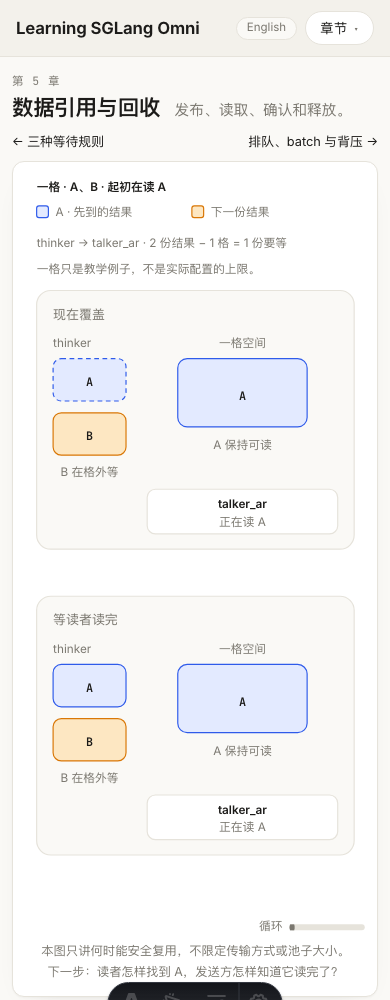 Learning SGLang Omni
English
章节
第 5 章
数据引用与回收 发布、读取、确认和释放。
← 三种等待规则
排队、batch 与背压 →
一格 · A、B · 起初在读 A
A · 先到的结果
下一份结果
thinker → talker_ar · 2 份结果 − 1 格 = 1 份要等
一格只是教学例子，不是实际配置的上限。
现在覆盖
thinker
一格空间
A
A
B
A 保持可读
B 在格外等
talker_ar
正在读 A
等读者读完
thinker
一格空间
A
A
B
A 保持可读
B 在格外等
talker_ar
正在读 A
循环
本图只讲何时能安全复用，不限定传输方式或池子大小。
下一步：读者怎样找到 A，发送方怎样知道它读完了？